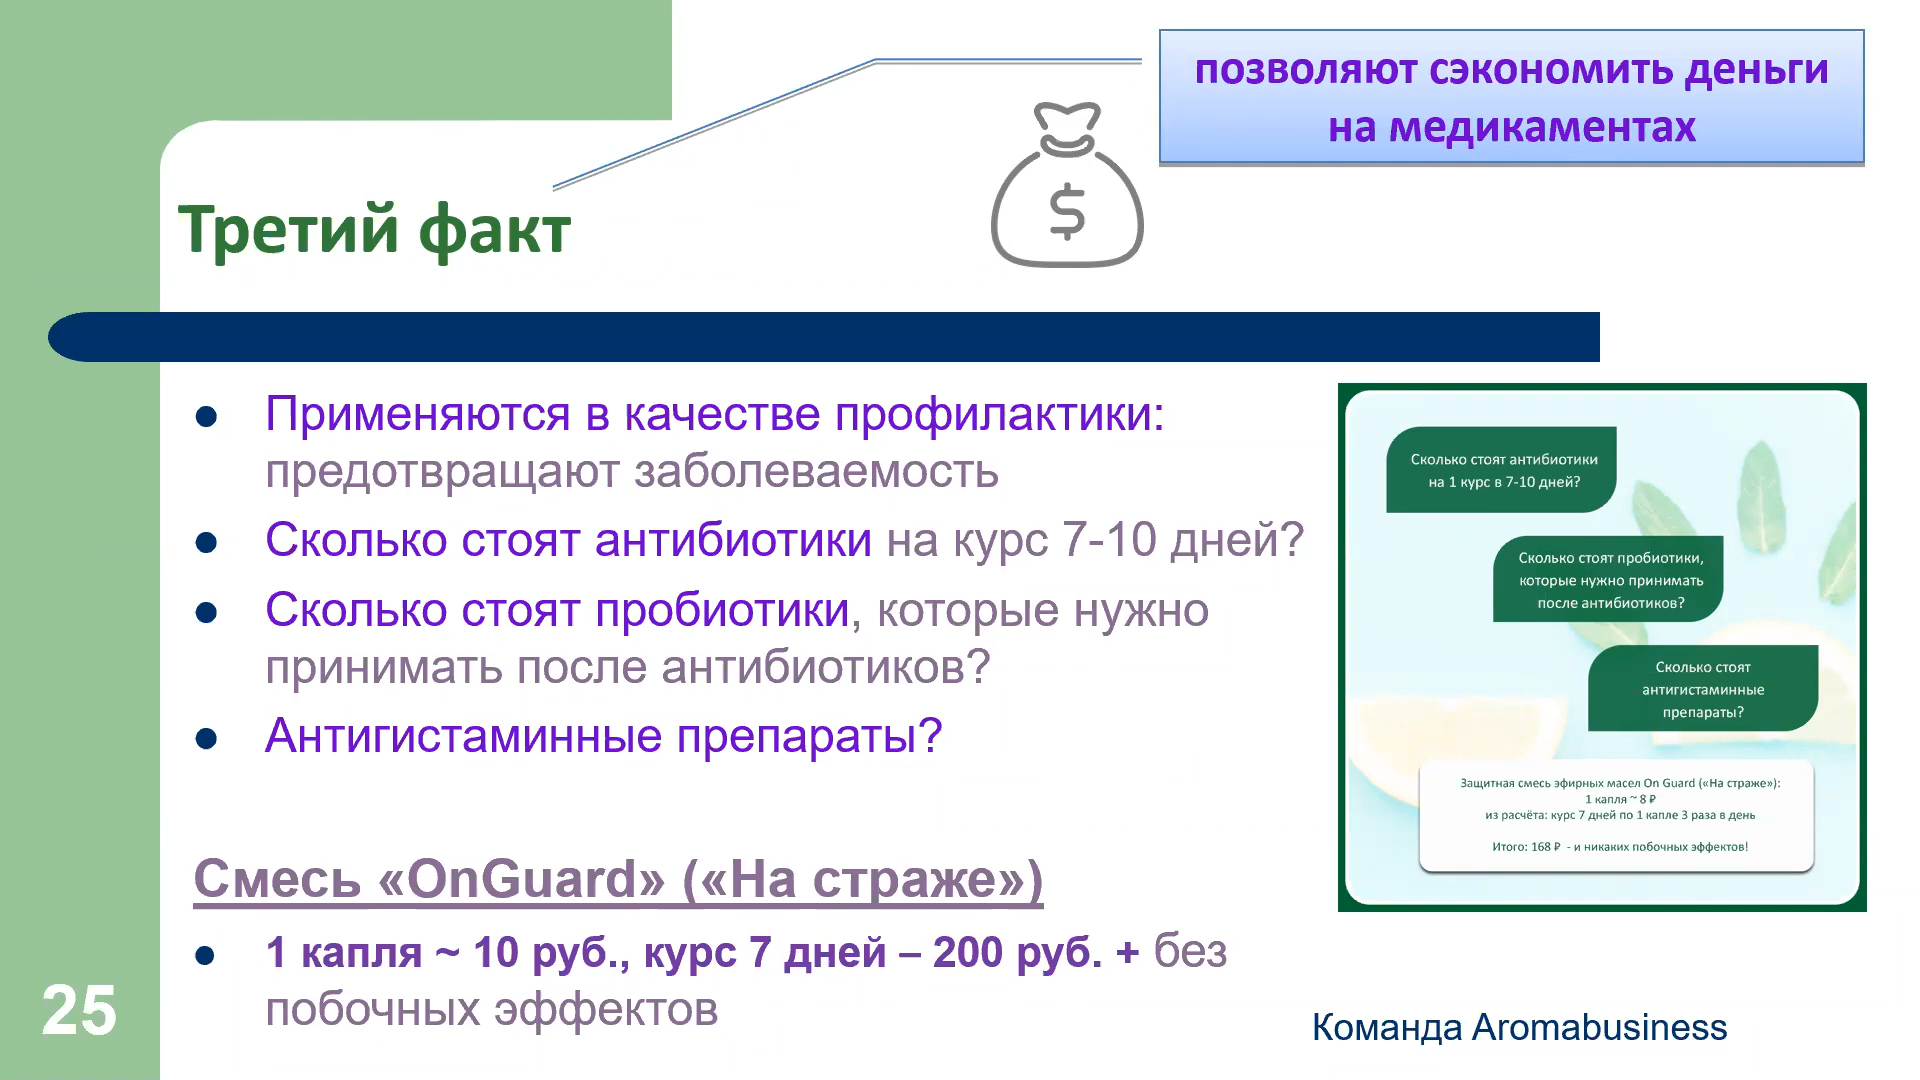 позволяют сэкономить деньги
на медикаментах
$
Третий факт
Применяются в качестве профилактики:
предотвращают заболеваемость
Сколько стоят антибиотики на курс 7-10 дней?
Сколько стоят пробиотики, которые нужно
принимать после антибиотиков?
Антигистаминные препараты?
Смесь «OnGuard» («На страже»)
1 капля ~ 10 руб., курс 7 дней – 200 руб. + без
побочных эффектов
Сколько стоят антибиотики
на 1 курс в 7-10 дней?
Сколько стоят пробиотики,
которые нужно принимать
после антибиотиков?
Сколько стоят
антигистаминные
препараты?
Защитная смесь эфирных масел On Guard («На страже»):
1 капля ~ 8 ₽
из расчёта: курс 7 дней по 1 капле 3 раза в день
Итого: 168 ₽ - и никаких побочных эффектов!
25
Команда Aromabusiness